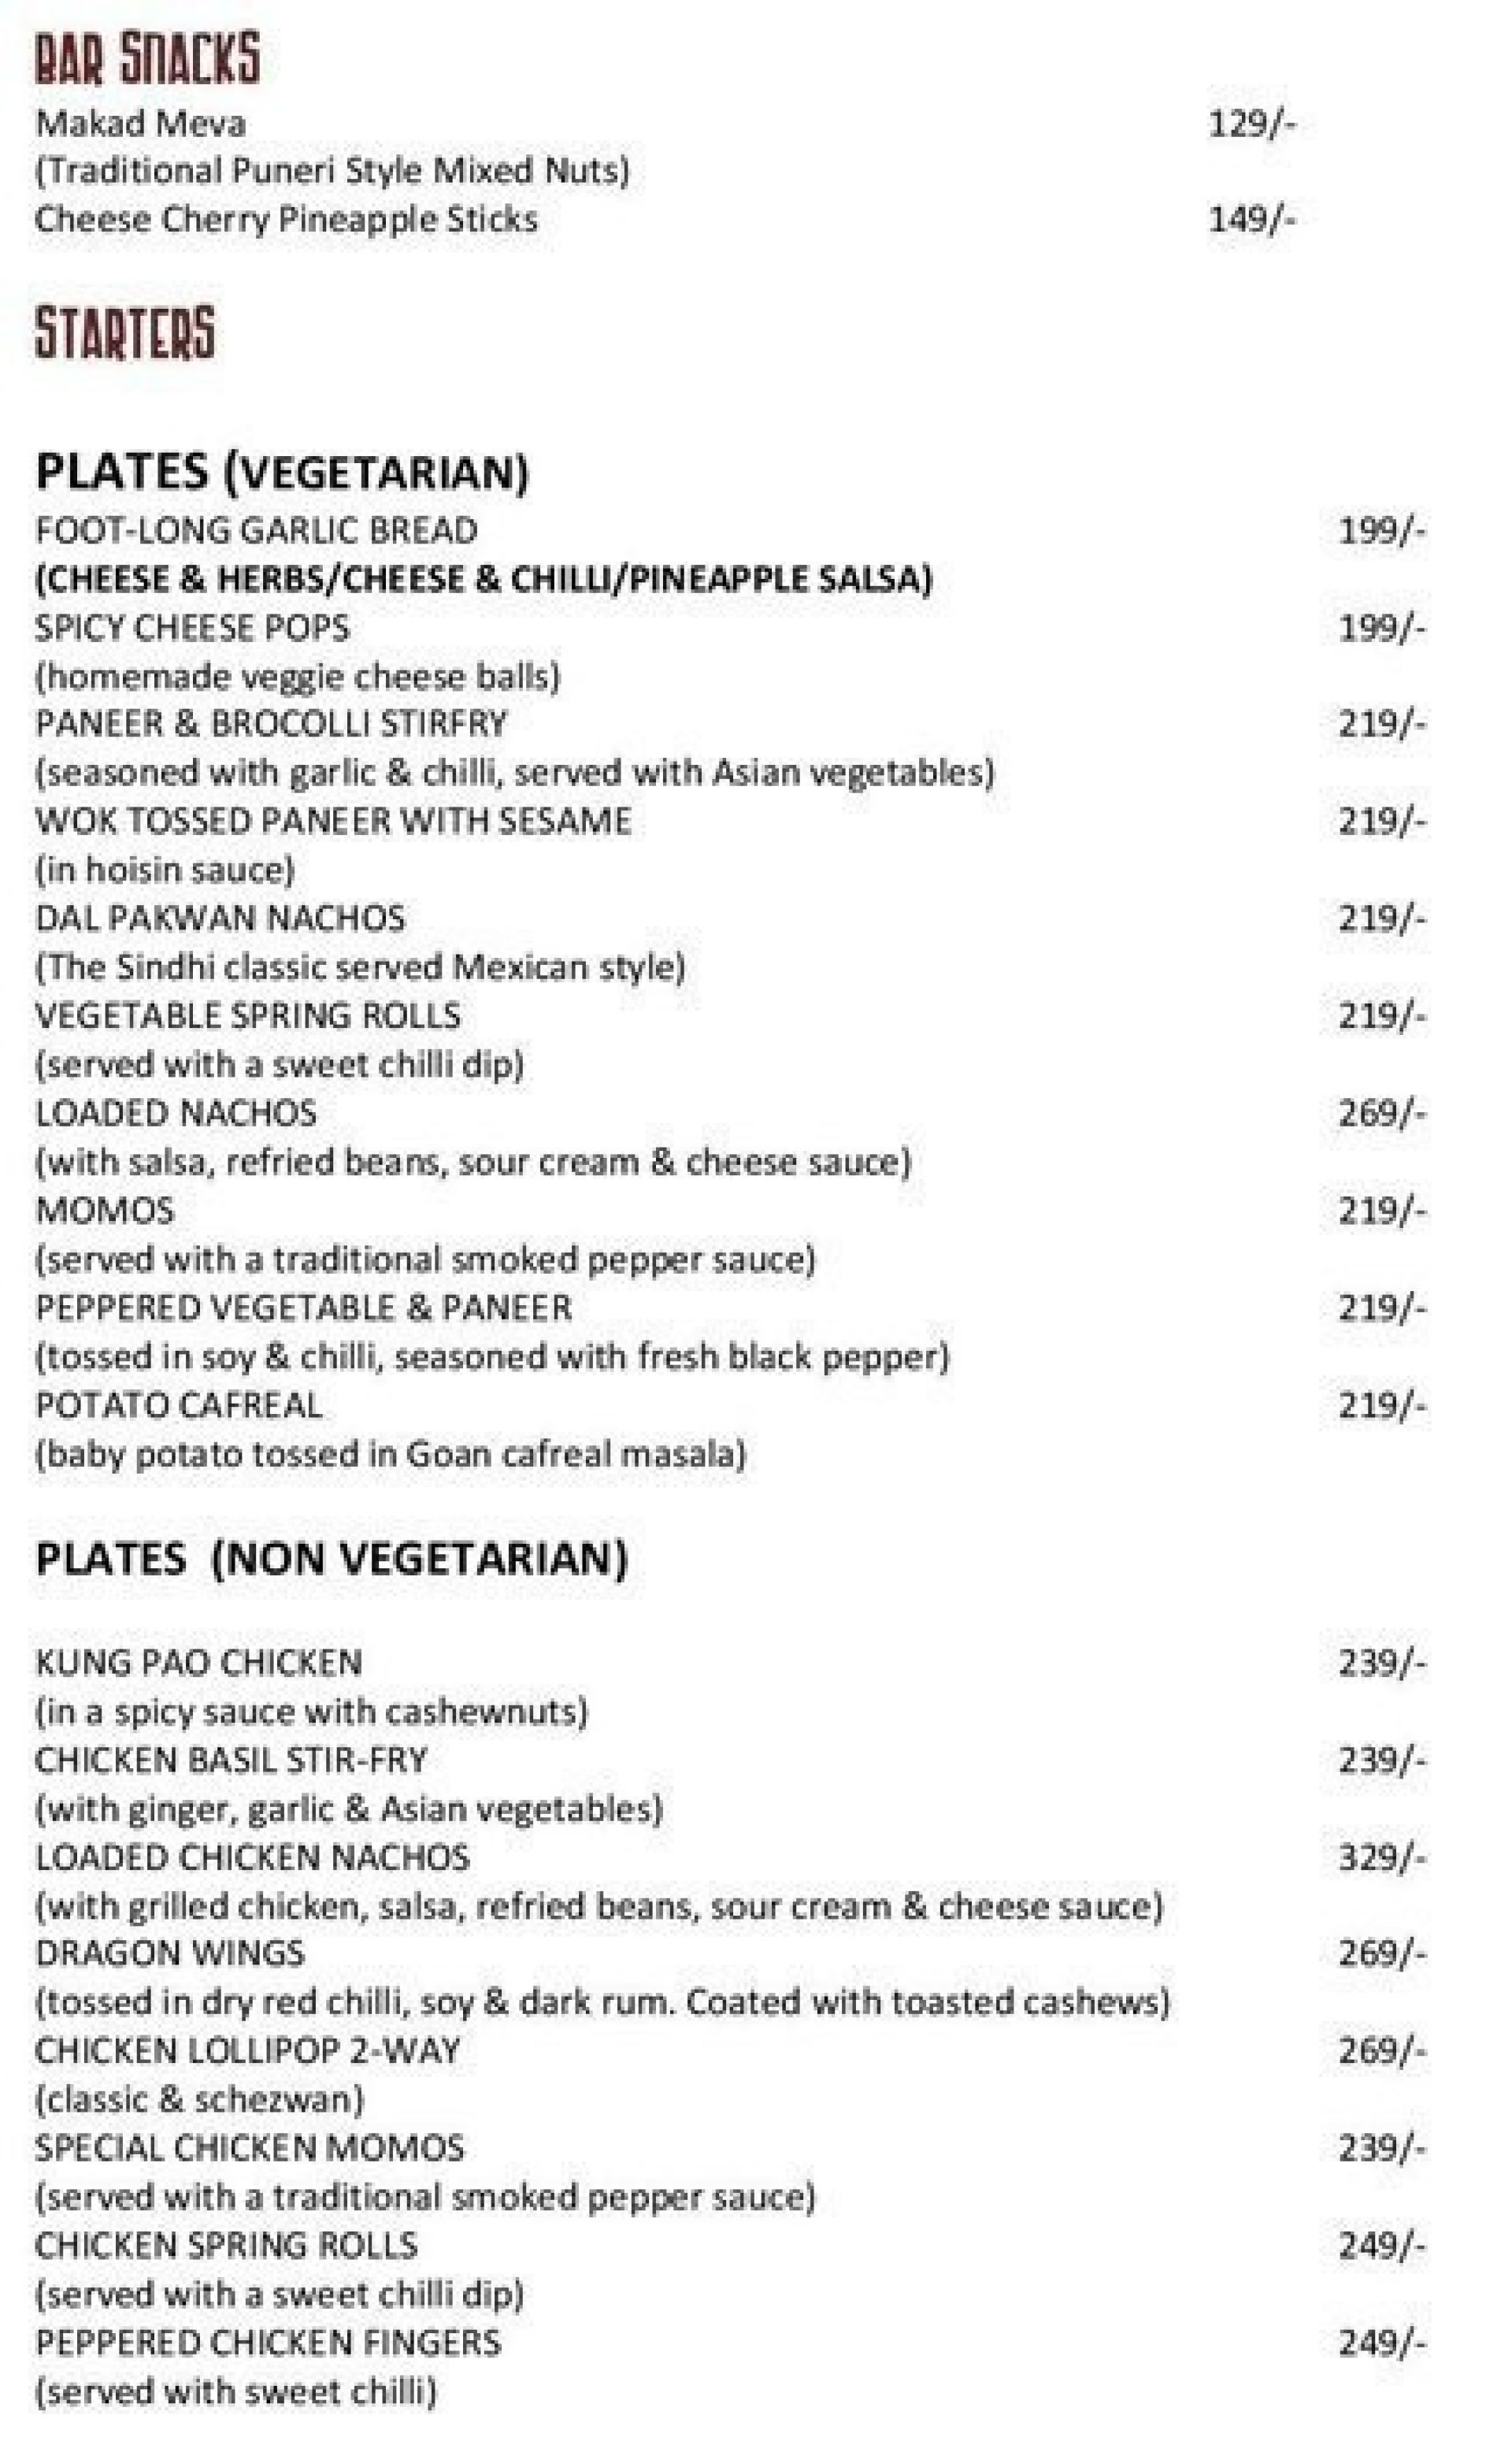 BAR SNACKS
Makad Meva 129/-
(Traditional Puneri Style Mixed Nuts)
Cheese Cherry Pineapple Sticks 149/-
STARTERS
PLATES (VEGETARIAN)
FOOT-LONG GARLIC BREAD 199/-
(CHEESE & HERBS/CHEESE & CHILLI/PINEAPPLE SALSA)
SPICY CHEESE POPS 199/-
(homemade veggie cheese balls)
PANEER & BROCOLLI STIRFRY 219/-
(seasoned with garlic & chilli, served with Asian vegetables)
WOK TOSSED PANEER WITH SESAME 219/-
(in hoisin sauce)
DAL PAKWAN NACHOS 219/-
(The Sindhi classic served Mexican style)
VEGETABLE SPRING ROLLS 219/-
(served with a sweet chilli dip)
LOADED NACHOS 269/-
(with salsa, refried beans, sour cream & cheese sauce)
MOMOS 219/-
(served with a traditional smoked pepper sauce)
PEPPERED VEGETABLE & PANEER 219/-
(tossed in soy & chilli, seasoned with fresh black pepper)
POTATO CAFREAL 219/-
(baby potato tossed in Goan cafreal masala)
PLATES (NON VEGETARIAN)
KUNG PAO CHICKEN 239/-
(in a spicy sauce with cashewnuts)
CHICKEN BASIL STIR-FRY 239/-
(with ginger, garlic & Asian vegetables)
LOADED CHICKEN NACHOS 329/-
(with grilled chicken, salsa, refried beans, sour cream & cheese sauce)
DRAGON WINGS 269/-
(tossed in dry red chilli, soy & dark rum. Coated with toasted cashews)
CHICKEN LOLLIPOP 2-WAY 269/-
(classic & schezwan)
SPECIAL CHICKEN MOMOS 239/-
(served with a traditional smoked pepper sauce)
CHICKEN SPRING ROLLS 249/-
(served with a sweet chilli dip)
PEPPERED CHICKEN FINGERS 249/-
(served with sweet chilli)